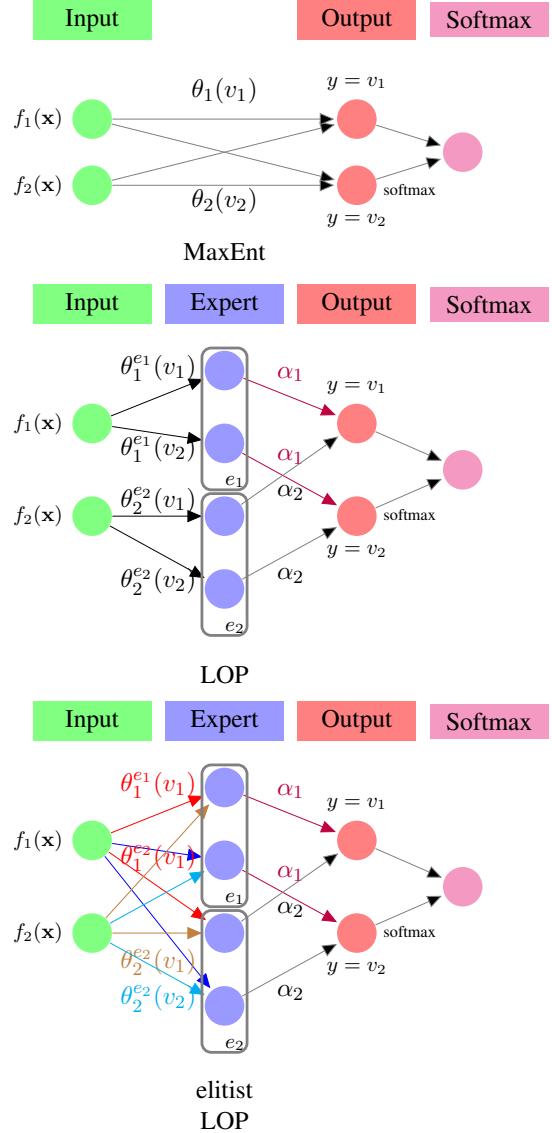 Input Output Softmax
θ₁(v₁) y = v₁
f₁(𝐱)
f₂(𝐱)
θ₂(v₂) softmax
y = v₂
MaxEnt
Input Expert Output Softmax
θ₁^{e₁}(v₁) α₁ y = v₁
f₁(𝐱)
θ₁^{e₁}(v₂) α₁
e₁
θ₂^{e₂}(v₁) α₂
f₂(𝐱) softmax
y = v₂
θ₂^{e₂}(v₂) α₂
e₂
LOP
Input Expert Output Softmax
θ₁^{e₁}(v₁) α₁ y = v₁
f₁(𝐱)
θ₁^{e₂}(v₁) α₁
e₁
α₂
f₂(𝐱) softmax
θ₂^{e₂}(v₁) y = v₂
θ₂^{e₂}(v₂) α₂
e₂
elitist
LOP